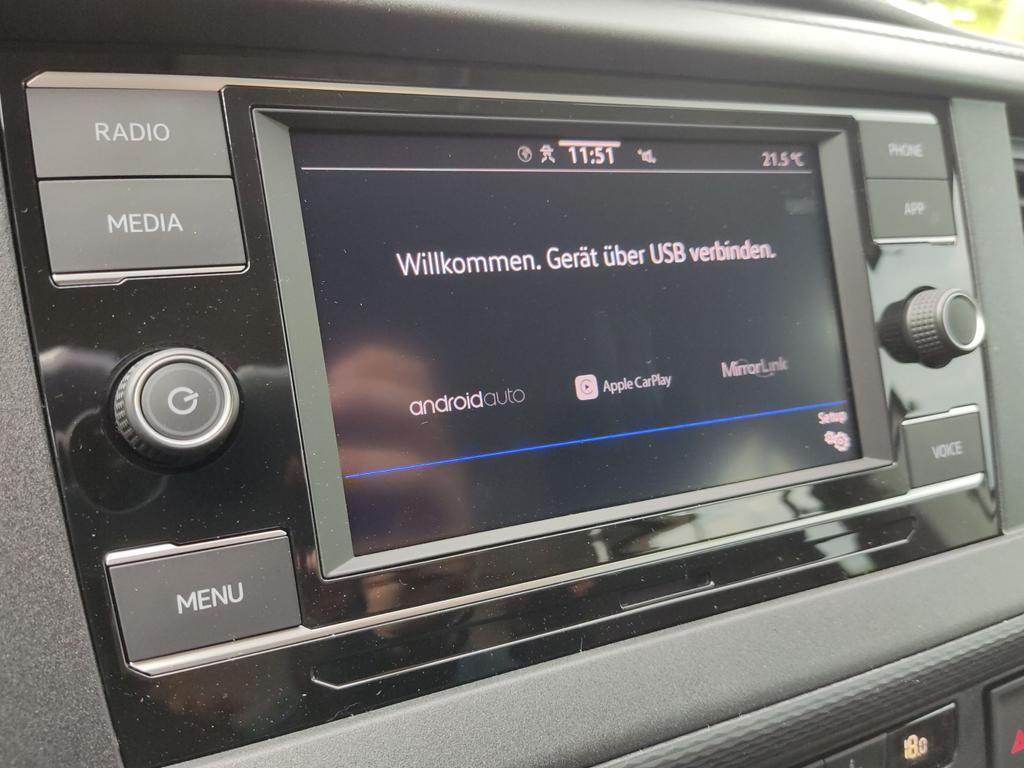 RADIO
MEDIA
MENU
11:51
21.5°C
Willkommen. Gerät über USB verbinden.
androidauto
Apple CarPlay
MirrorLink
Setup
PHONE
APP
VOICE
180